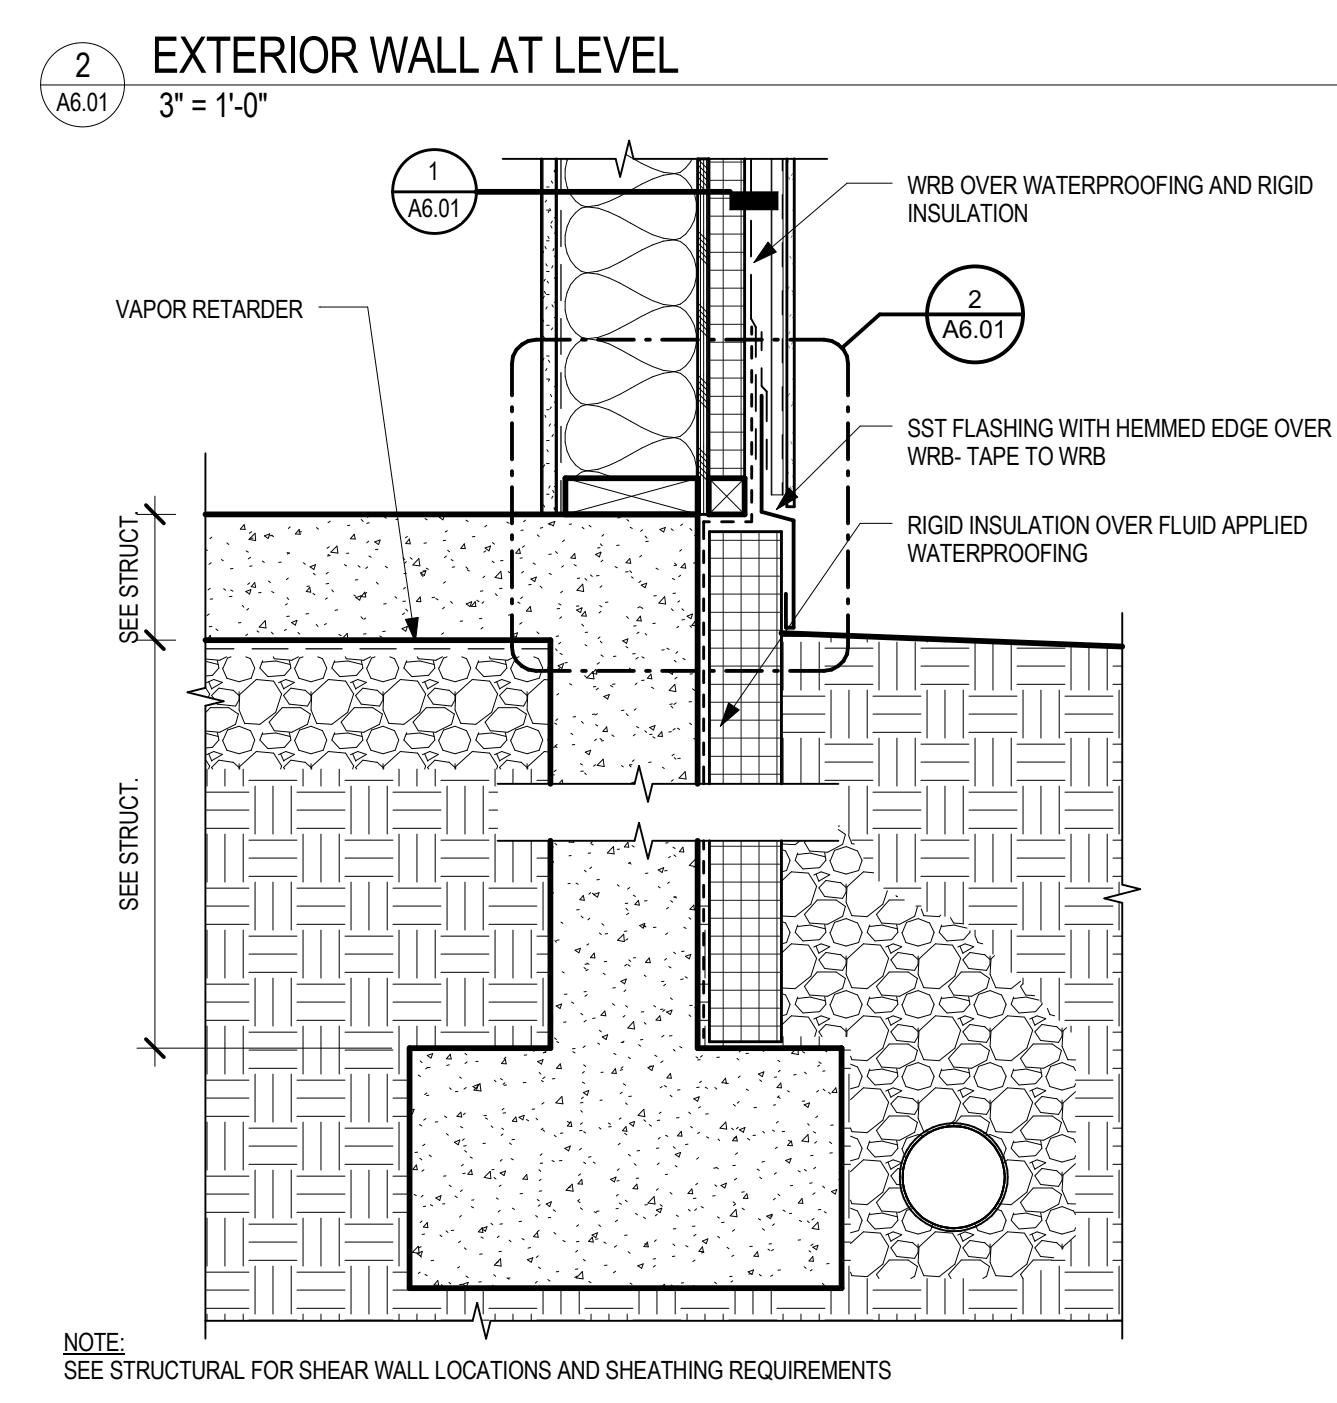 2
A6.01
EXTERIOR WALL AT LEVEL
3" = 1'-0"
1
A6.01
WRB OVER WATERPROOFING AND RIGID
INSULATION
2
A6.01
VAPOR RETARDER
SST FLASHING WITH HEMMED EDGE OVER
WRB- TAPE TO WRB
RIGID INSULATION OVER FLUID APPLIED
WATERPROOFING
SEE STRUCT.
SEE STRUCT.
NOTE:
SEE STRUCTURAL FOR SHEAR WALL LOCATIONS AND SHEATHING REQUIREMENTS